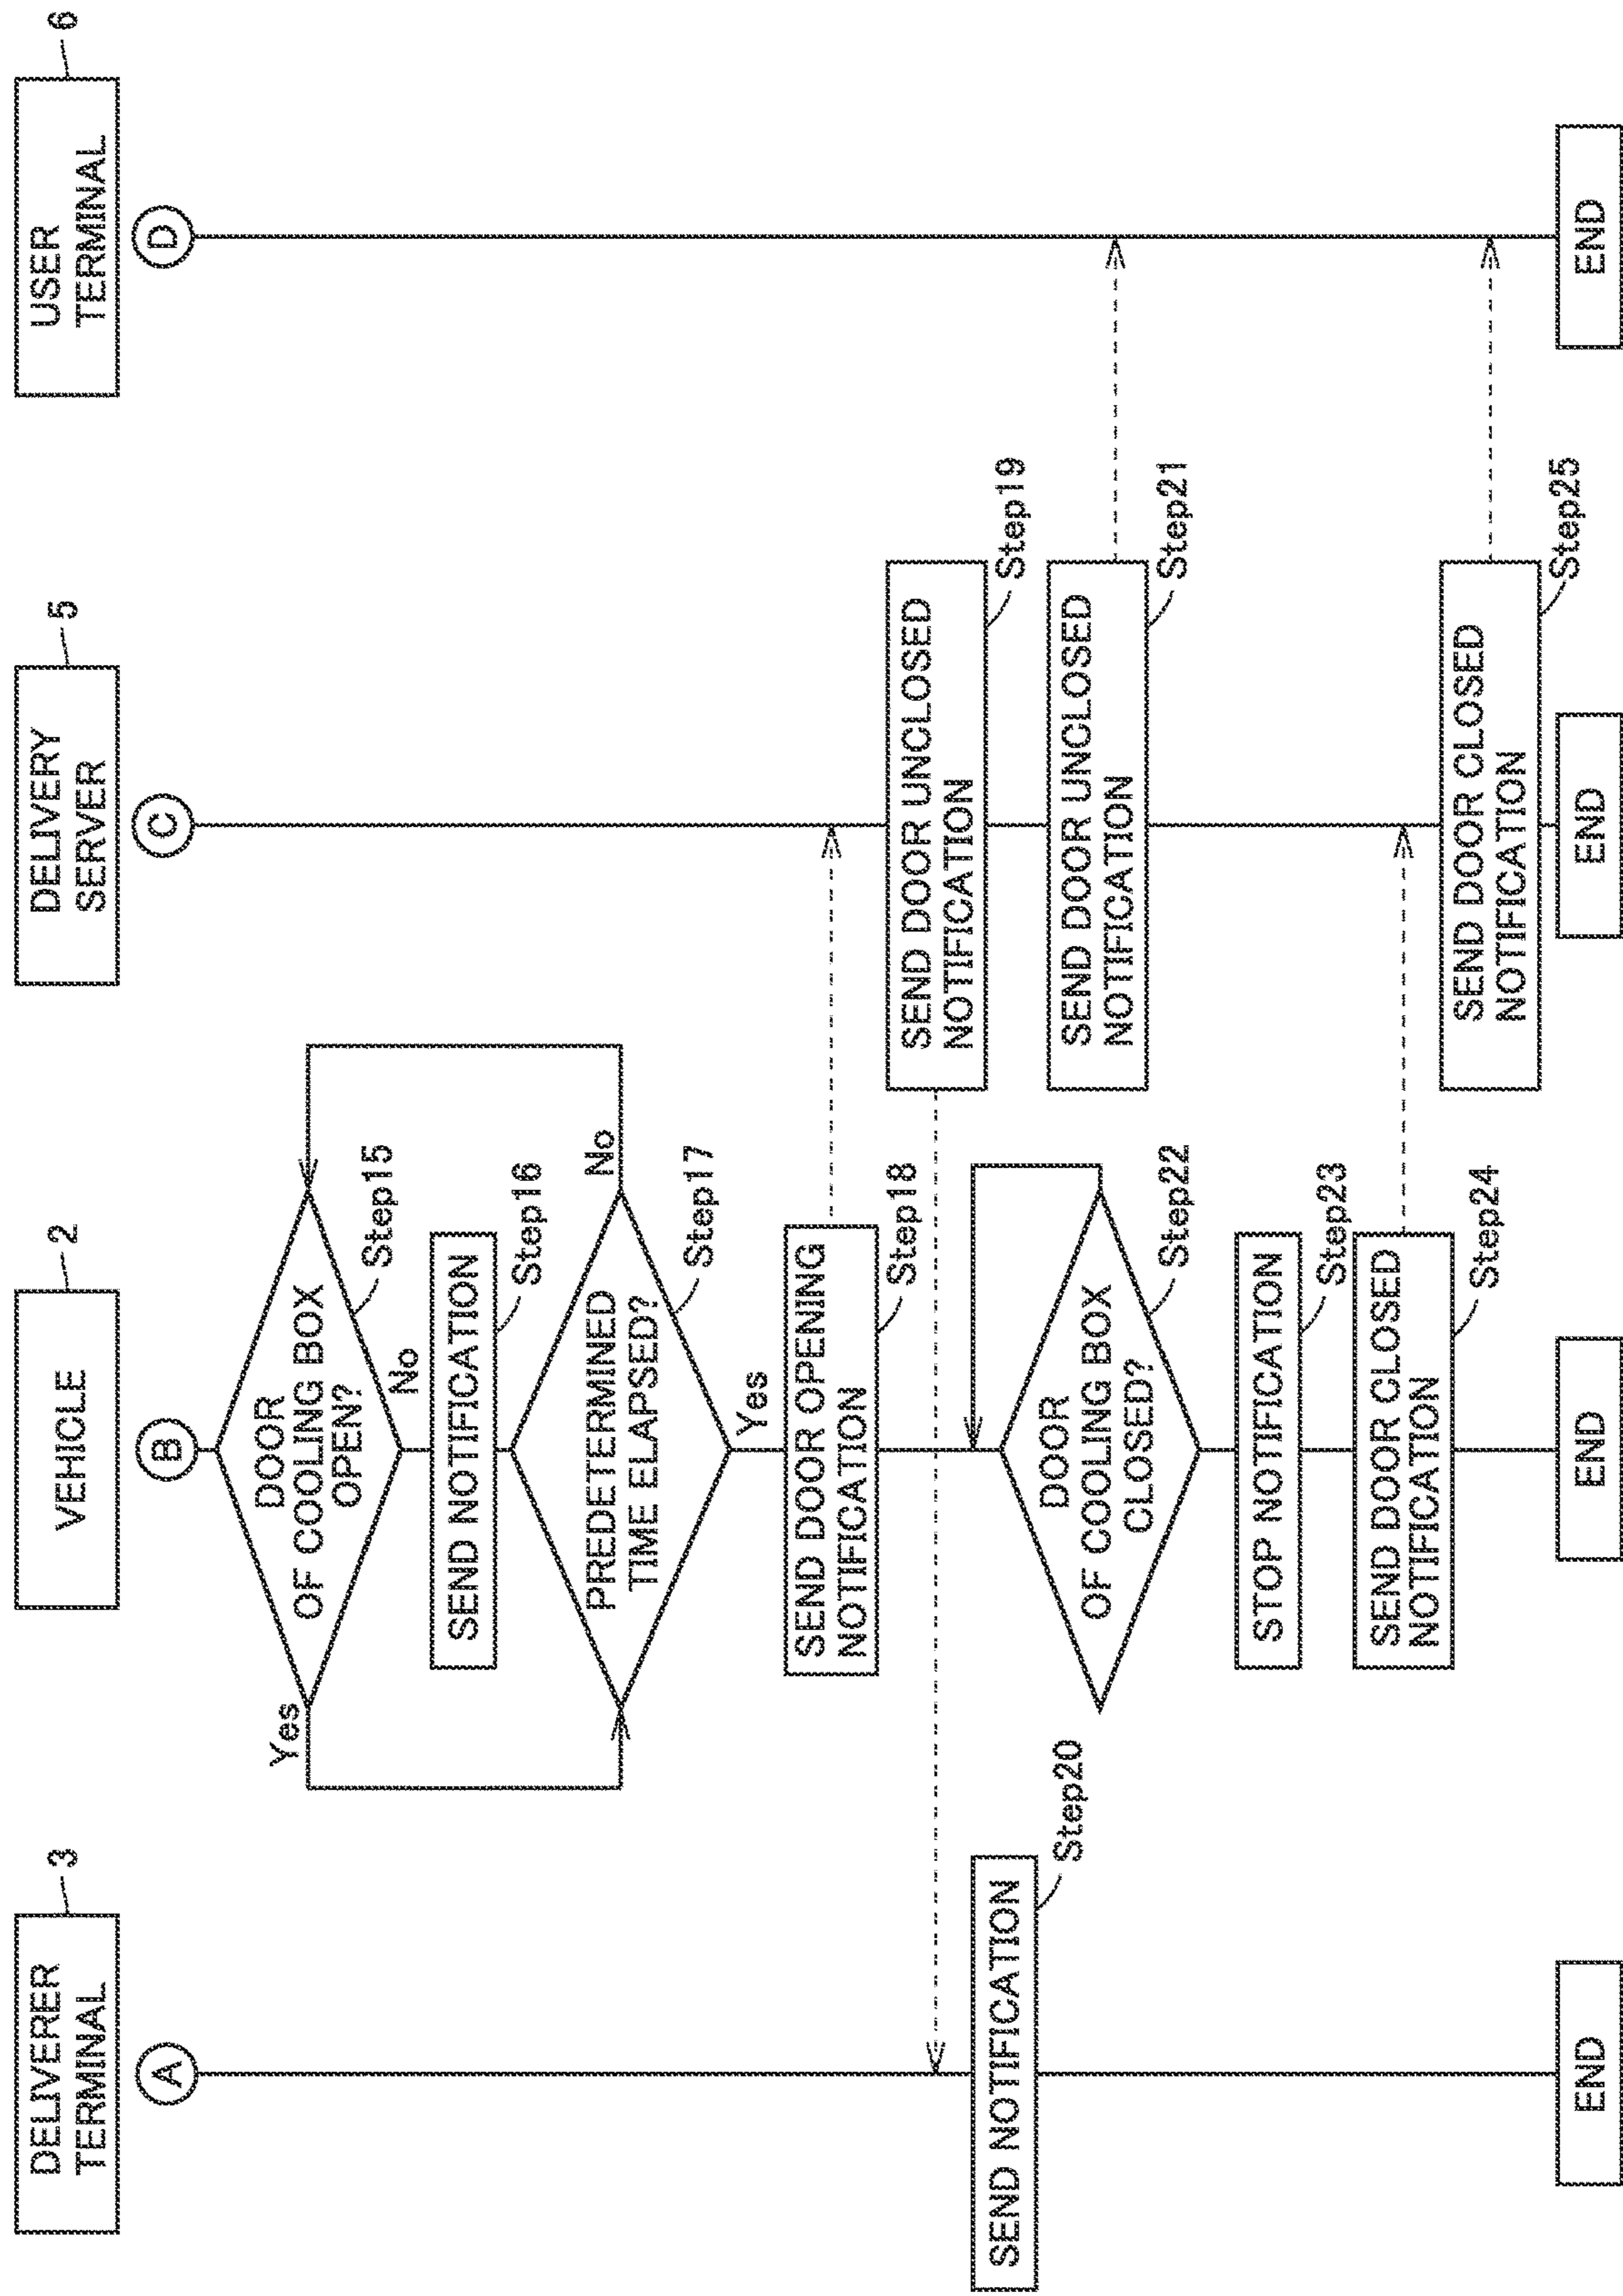 DELIVERER
TERMINAL
3
VEHICLE
2
DELIVERY
SERVER
5
USER
TERMINAL
6
A
B
C
D
DOOR
OF COOLING BOX
OPEN?
Step15
Yes
No
SEND NOTIFICATION
Step16
PREDETERMINED
TIME ELAPSED?
Step17
No
Yes
SEND DOOR OPENING
NOTIFICATION
Step18
SEND DOOR UNCLOSED
NOTIFICATION
Step19
SEND NOTIFICATION
Step20
SEND DOOR UNCLOSED
NOTIFICATION
Step21
DOOR
OF COOLING BOX
CLOSED?
Step22
STOP NOTIFICATION
Step23
SEND DOOR CLOSED
NOTIFICATION
Step24
SEND DOOR CLOSED
NOTIFICATION
Step25
END
END
END
END